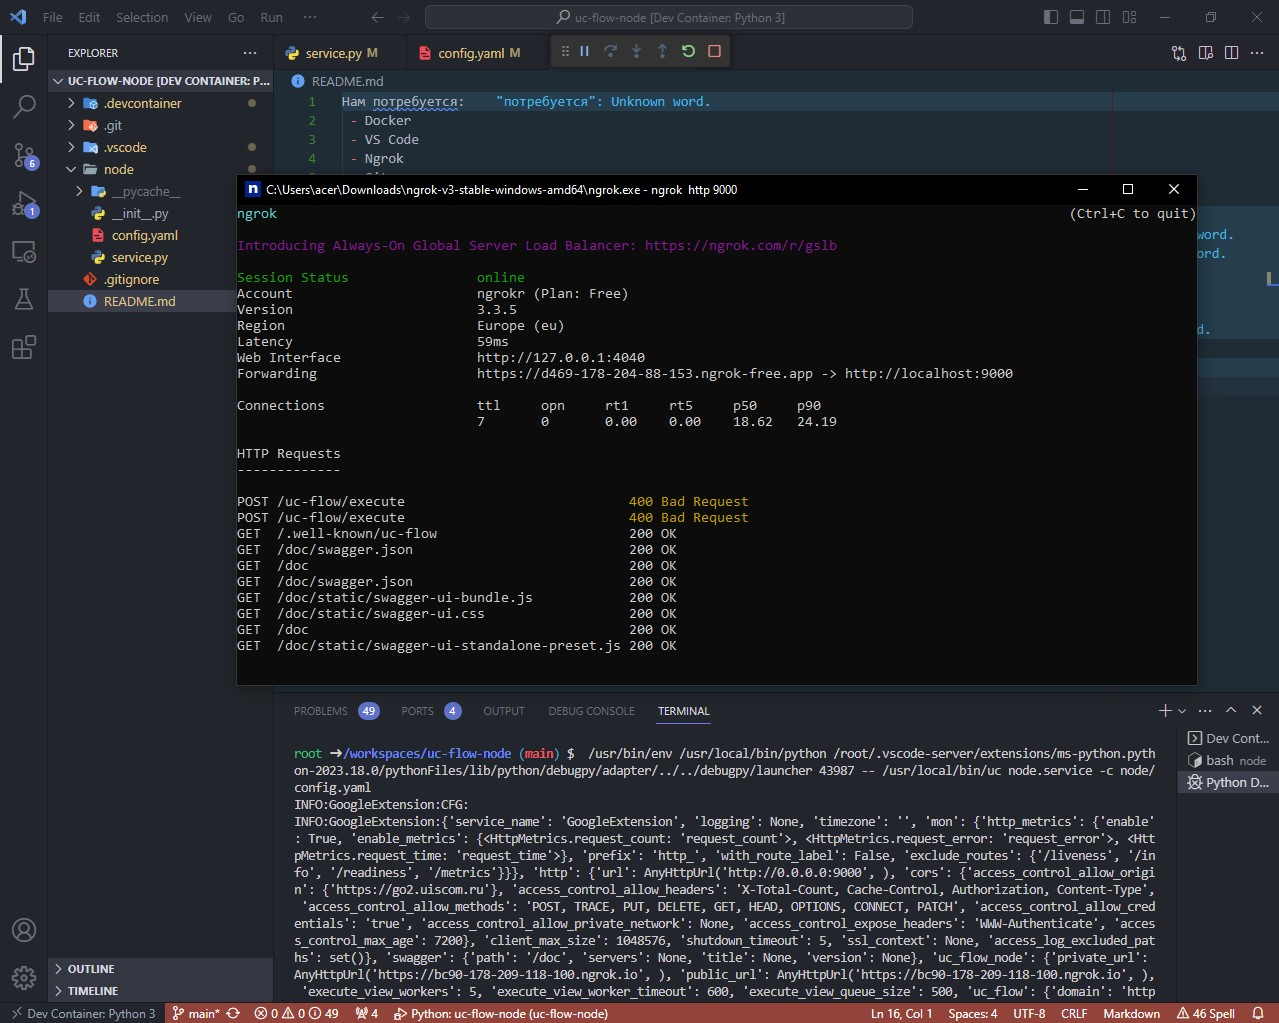 File Edit Selection View Go Run ··· uc-flow-node [Dev Container: Python 3]
EXPLORER ···
UC-FLOW-NODE [DEV CONTAINER: P...
.devcontainer
.git
.vscode
node
__pycache__
__init__.py
config.yaml
service.py
.gitignore
README.md
6
1
service.py M config.yaml M
README.md
1 Нам потребуется: "потребуется": Unknown word.
2 - Docker
3 - VS Code
4 - Ngrok
word.
ord.
d.
C:\Users\acer\Downloads\ngrok-v3-stable-windows-amd64\ngrok.exe - ngrok http 9000
ngrok (Ctrl+C to quit)
Introducing Always-On Global Server Load Balancer: https://ngrok.com/r/gslb
Session Status online
Account ngrokr (Plan: Free)
Version 3.3.5
Region Europe (eu)
Latency 59ms
Web Interface http://127.0.0.1:4040
Forwarding https://d469-178-204-88-153.ngrok-free.app -> http://localhost:9000
Connections ttl opn rt1 rt5 p50 p90
7 0 0.00 0.00 18.62 24.19
HTTP Requests
-------------
POST /uc-flow/execute 400 Bad Request
POST /uc-flow/execute 400 Bad Request
GET /.well-known/uc-flow 200 OK
GET /doc/swagger.json 200 OK
GET /doc 200 OK
GET /doc/swagger.json 200 OK
GET /doc/static/swagger-ui-bundle.js 200 OK
GET /doc/static/swagger-ui.css 200 OK
GET /doc 200 OK
GET /doc/static/swagger-ui-standalone-preset.js 200 OK
PROBLEMS 49 PORTS 4 OUTPUT DEBUG CONSOLE TERMINAL
root ➜/workspaces/uc-flow-node (main) $ /usr/bin/env /usr/local/bin/python /root/.vscode-server/extensions/ms-python.pyth
on-2023.18.0/pythonFiles/lib/python/debugpy/adapter/../../debugpy/launcher 43987 -- /usr/local/bin/uc node.service -c node/
config.yaml
INFO:GoogleExtension:CFG:
INFO:GoogleExtension:{'service_name': 'GoogleExtension', 'logging': None, 'timezone': '', 'mon': {'http_metrics': {'enable'
: True, 'enable_metrics': {<HttpMetrics.request_count: 'request_count'>, <HttpMetrics.request_error: 'request_error'>, <Htt
pMetrics.request_time: 'request_time'>}, 'prefix': 'http_', 'with_route_label': False, 'exclude_routes': {'/liveness', '/in
fo', '/readiness', '/metrics'}}}, 'http': {'url': AnyHttpUrl('http://0.0.0.0:9000', ), 'cors': {'access_control_allow_origi
n': {'https://go2.uiscom.ru'}, 'access_control_allow_headers': 'X-Total-Count, Cache-Control, Authorization, Content-Type',
'access_control_allow_methods': 'POST, TRACE, PUT, DELETE, GET, HEAD, OPTIONS, CONNECT, PATCH', 'access_control_allow_cred
entials': 'true', 'access_control_allow_private_network': None, 'access_control_expose_headers': 'WWW-Authenticate', 'acces
s_control_max_age': 7200}, 'client_max_size': 1048576, 'shutdown_timeout': 5, 'ssl_context': None, 'access_log_excluded_pat
hs': set()}, 'swagger': {'path': '/doc', 'servers': None, 'title': None, 'version': None}, 'uc_flow_node': {'private_url':
AnyHttpUrl('https://bc90-178-209-118-100.ngrok.io', ), 'public_url': AnyHttpUrl('https://bc90-178-209-118-100.ngrok.io', ),
'execute_view_workers': 5, 'execute_view_worker_timeout': 600, 'execute_view_queue_size': 500, 'uc_flow': {'domain': 'http
Dev Cont...
bash node
Python D...
OUTLINE
TIMELINE
Dev Container: Python 3 main* 0 0 49 4 Python: uc-flow-node (uc-flow-node) Ln 16, Col 1 Spaces: 4 UTF-8 CRLF Markdown 46 Spell